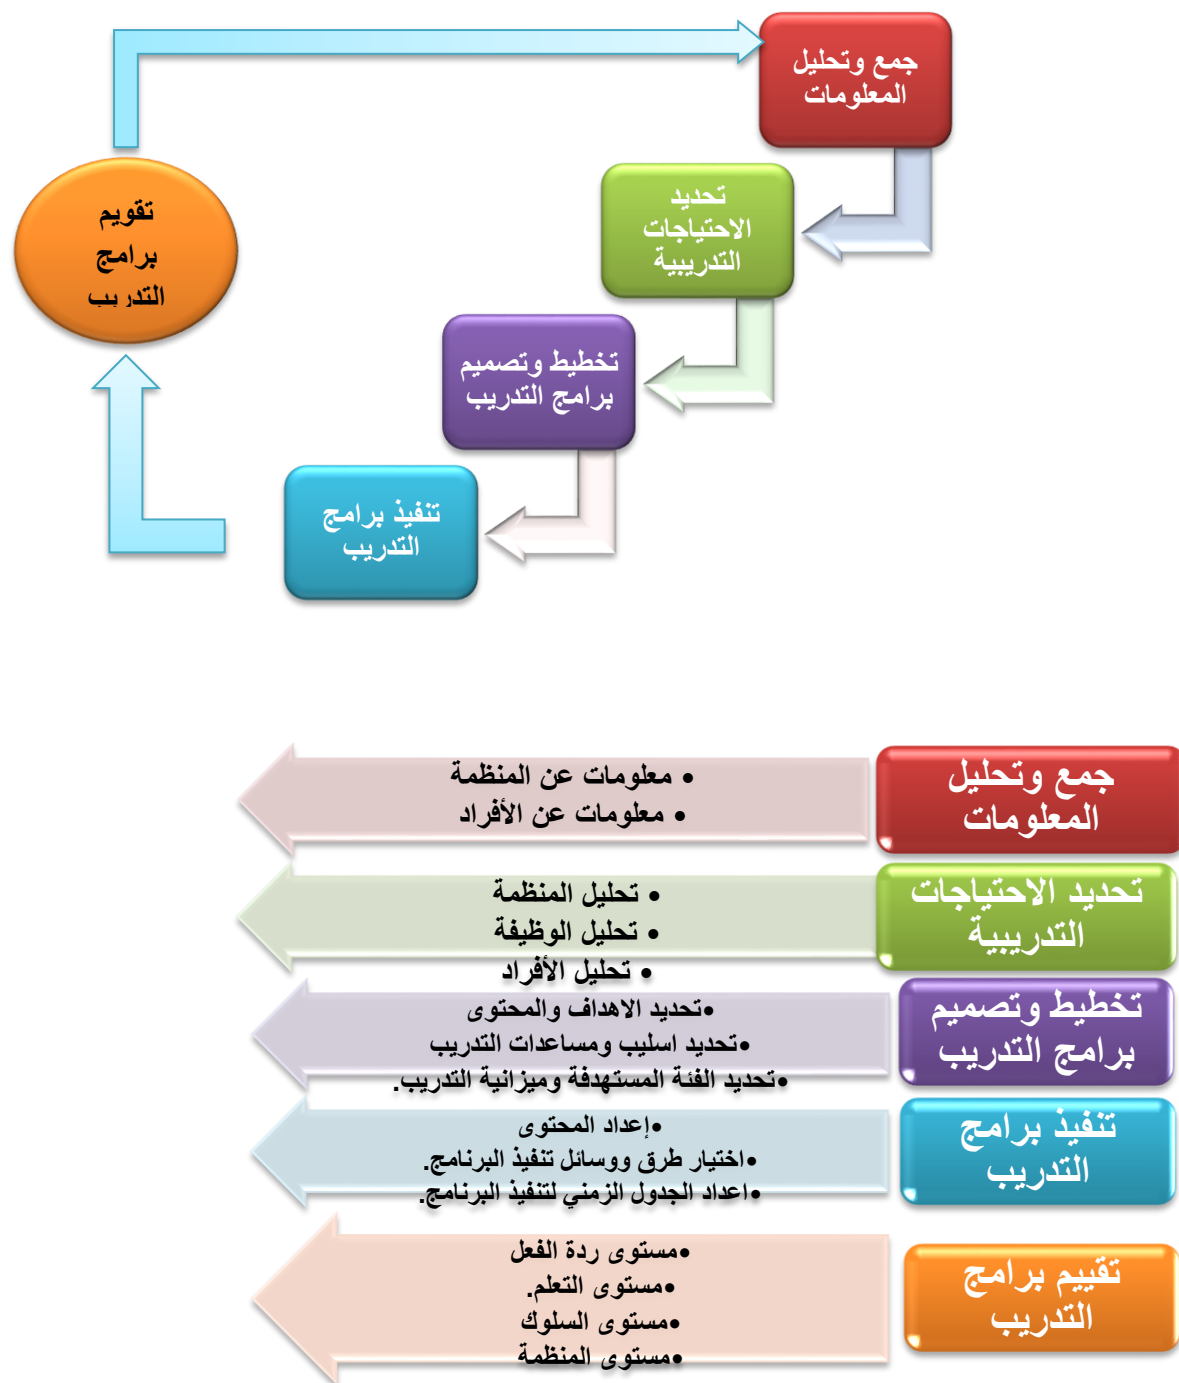 جمع وتحليل
المعلومات
تحديد
الاحتياجات
التدريبية
تخطيط وتصميم
برامج التدريب
تنفيذ برامج
التدريب
تقويم
برامج
التدريب
جمع وتحليل
المعلومات
• معلومات عن المنظمة
• معلومات عن الأفراد
تحديد الاحتياجات
التدريبية
• تحليل المنظمة
• تحليل الوظيفة
• تحليل الأفراد
تخطيط وتصميم
برامج التدريب
•تحديد الاهداف والمحتوى
•تحديد اسليب ومساعدات التدريب
•تحديد الفئة المستهدفة وميزانية التدريب.
تنفيذ برامج
التدريب
•إعداد المحتوى
•اختيار طرق ووسائل تنفيذ البرنامج.
•اعداد الجدول الزمني لتنفيذ البرنامج.
تقييم برامج
التدريب
•مستوى ردة الفعل
•مستوى التعلم.
•مستوى السلوك
•مستوى المنظمة